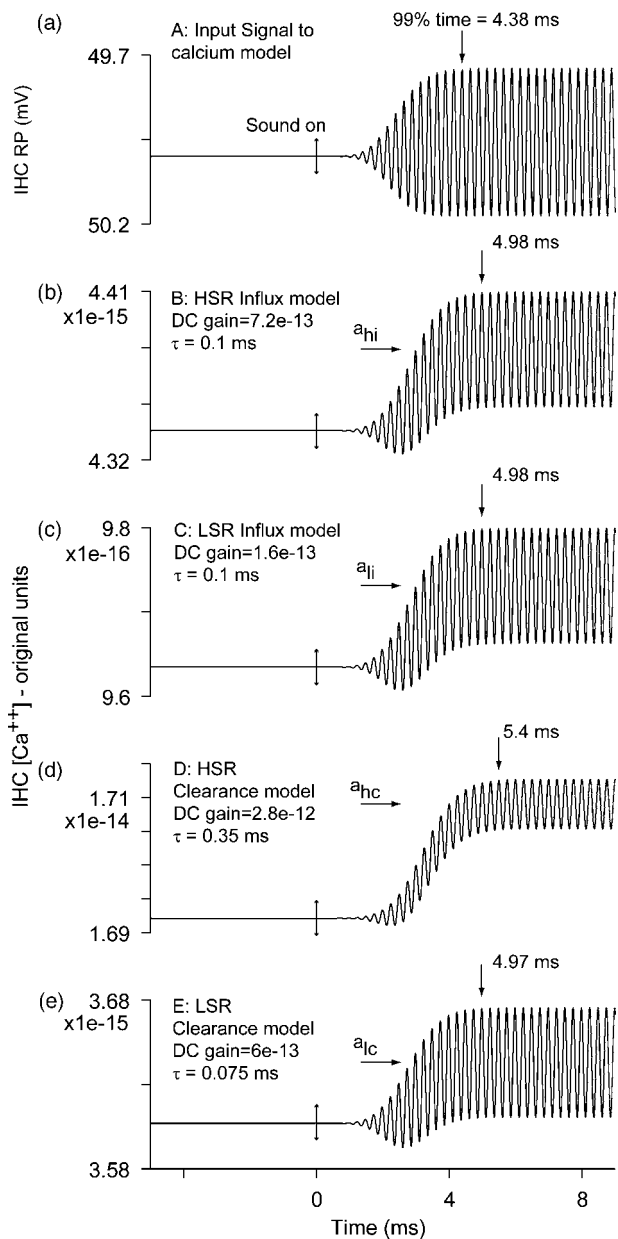 (a)
A: Input Signal to
calcium model
99% time = 4.38 ms
49.7
Sound on
IHC RP (mV)
50.2
4.98 ms
(b)
4.41
x1e-15
B: HSR Influx model
DC gain=7.2e-13
τ = 0.1 ms
a_hi
4.32
4.98 ms
(c)
9.8
x1e-16
C: LSR Influx model
DC gain=1.6e-13
τ = 0.1 ms
a_li
9.6
IHC [Ca++] - original units
5.4 ms
(d)
1.71
x1e-14
D: HSR
Clearance model
DC gain=2.8e-12
τ = 0.35 ms
a_hc
1.69
4.97 ms
(e)
3.68
x1e-15
E: LSR
Clearance model
DC gain=6e-13
τ = 0.075 ms
a_lc
3.58
0 4 8
Time (ms)